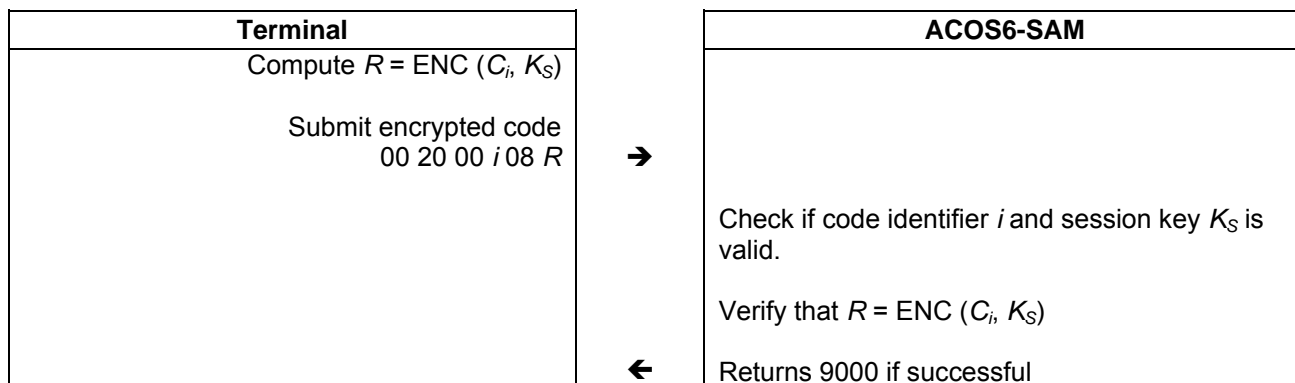 Terminal
ACOS6-SAM
Compute R = ENC (Ci, KS)
Submit encrypted code
00 20 00 i 08 R
➔
Check if code identifier i and session key KS is
valid.
Verify that R = ENC (Ci, KS)
🡸 Returns 9000 if successful